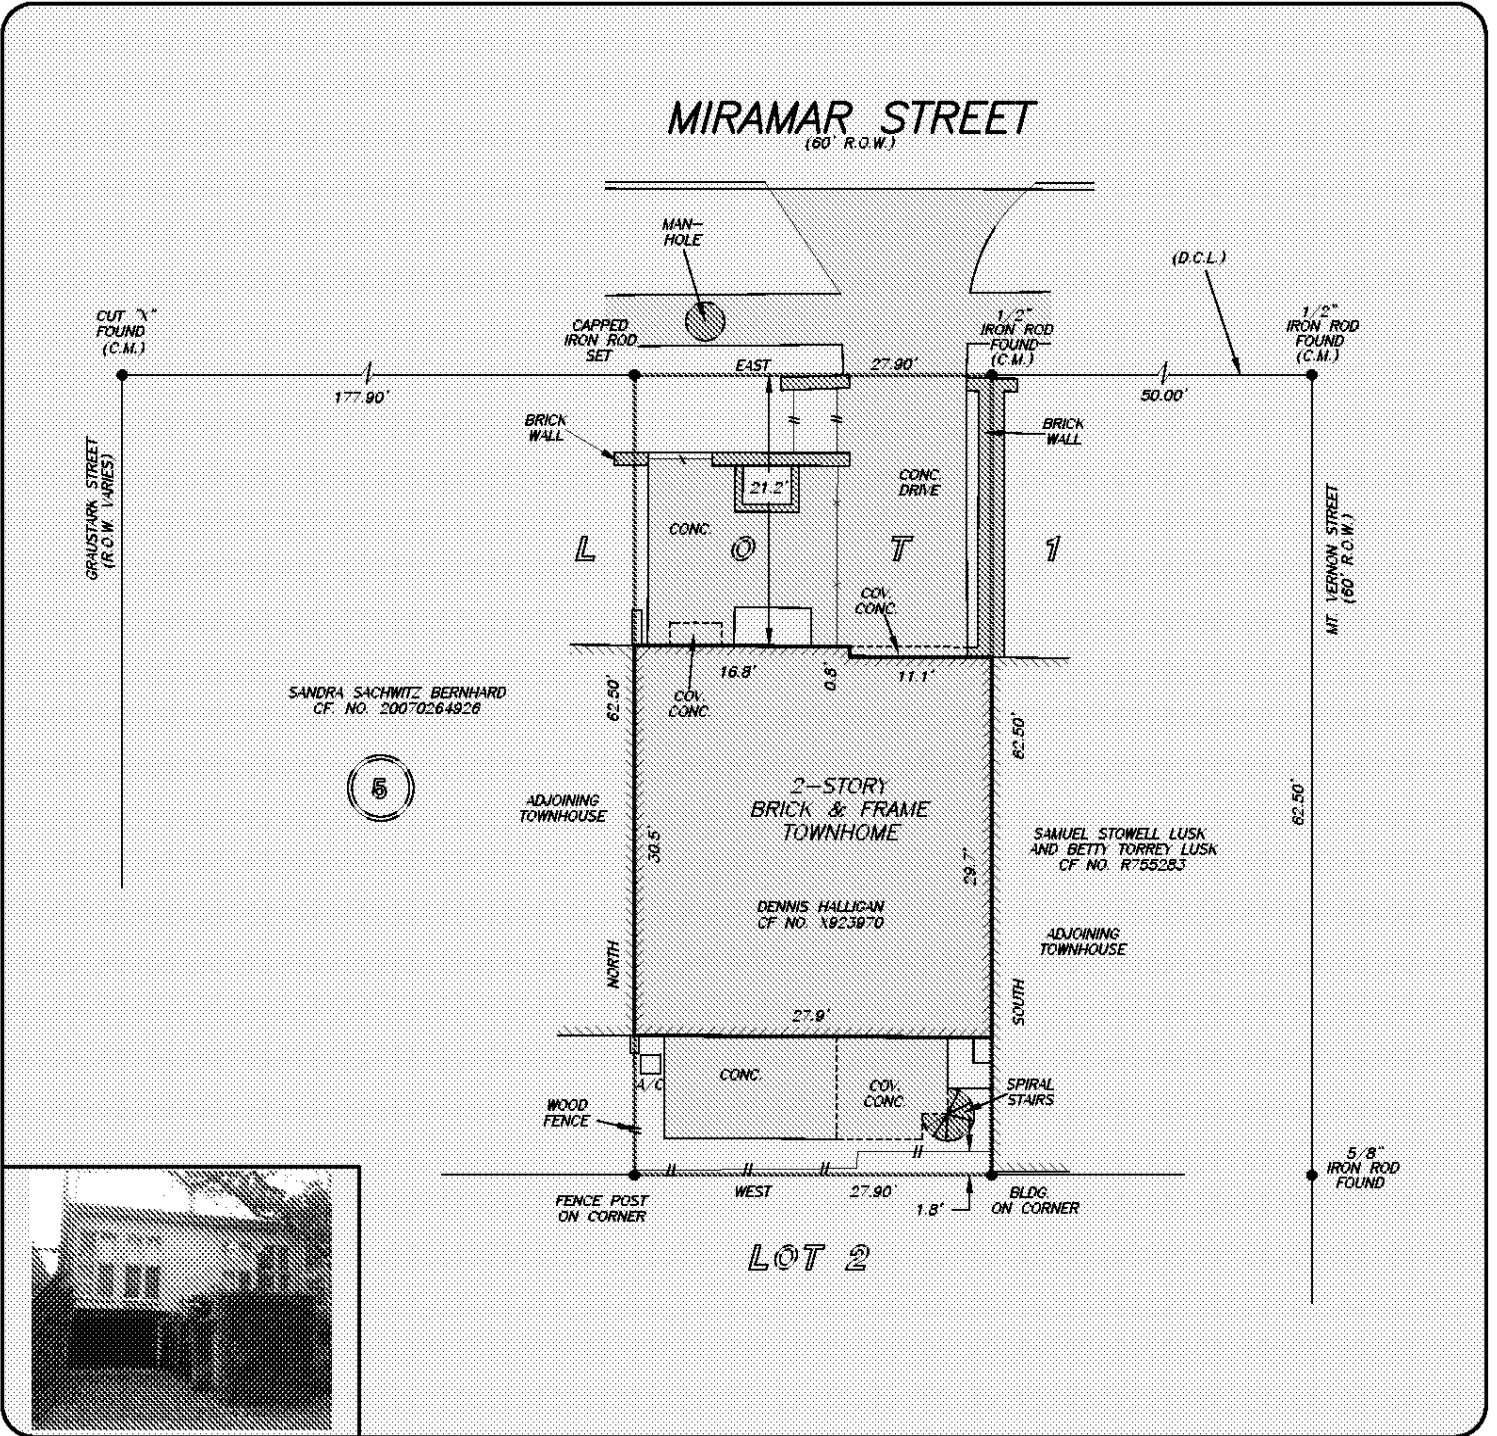 MIRAMAR STREET
(60' R.O.W.)
MAN-
HOLE
(D.C.L.)
CUT "X"
FOUND
(C.M.)
CAPPED
IRON ROD
SET
1/2"
IRON ROD
FOUND
(C.M.)
1/2"
IRON ROD
FOUND
(C.M.)
EAST
27.90'
177.90'
50.00'
BRICK
WALL
BRICK
WALL
GRAUSTARK STREET
(R.O.W. VARIES)
CONC.
DRIVE
21.2'
CONC.
MT. VERNON STREET
(60' R.O.W.)
L O T 1
COV.
CONC.
16.8'
0.8'
11.1'
COV.
CONC.
SANDRA SACHWITZ BERNHARD
CF. NO. 20070264926
62.50'
62.50'
5
ADJOINING
TOWNHOUSE
2-STORY
BRICK & FRAME
TOWNHOME
62.50'
30.5'
29.7'
SAMUEL STOWELL LUSK
AND BETTY TORREY LUSK
CF NO. R755283
DENNIS HALLIGAN
CF NO. X923970
ADJOINING
TOWNHOUSE
NORTH
SOUTH
27.9'
A/C
CONC.
COV.
CONC.
SPIRAL
STAIRS
WOOD
FENCE
5/8"
IRON ROD
FOUND
FENCE POST
ON CORNER
WEST
27.90'
1.8'
BLDG.
ON CORNER
LOT 2